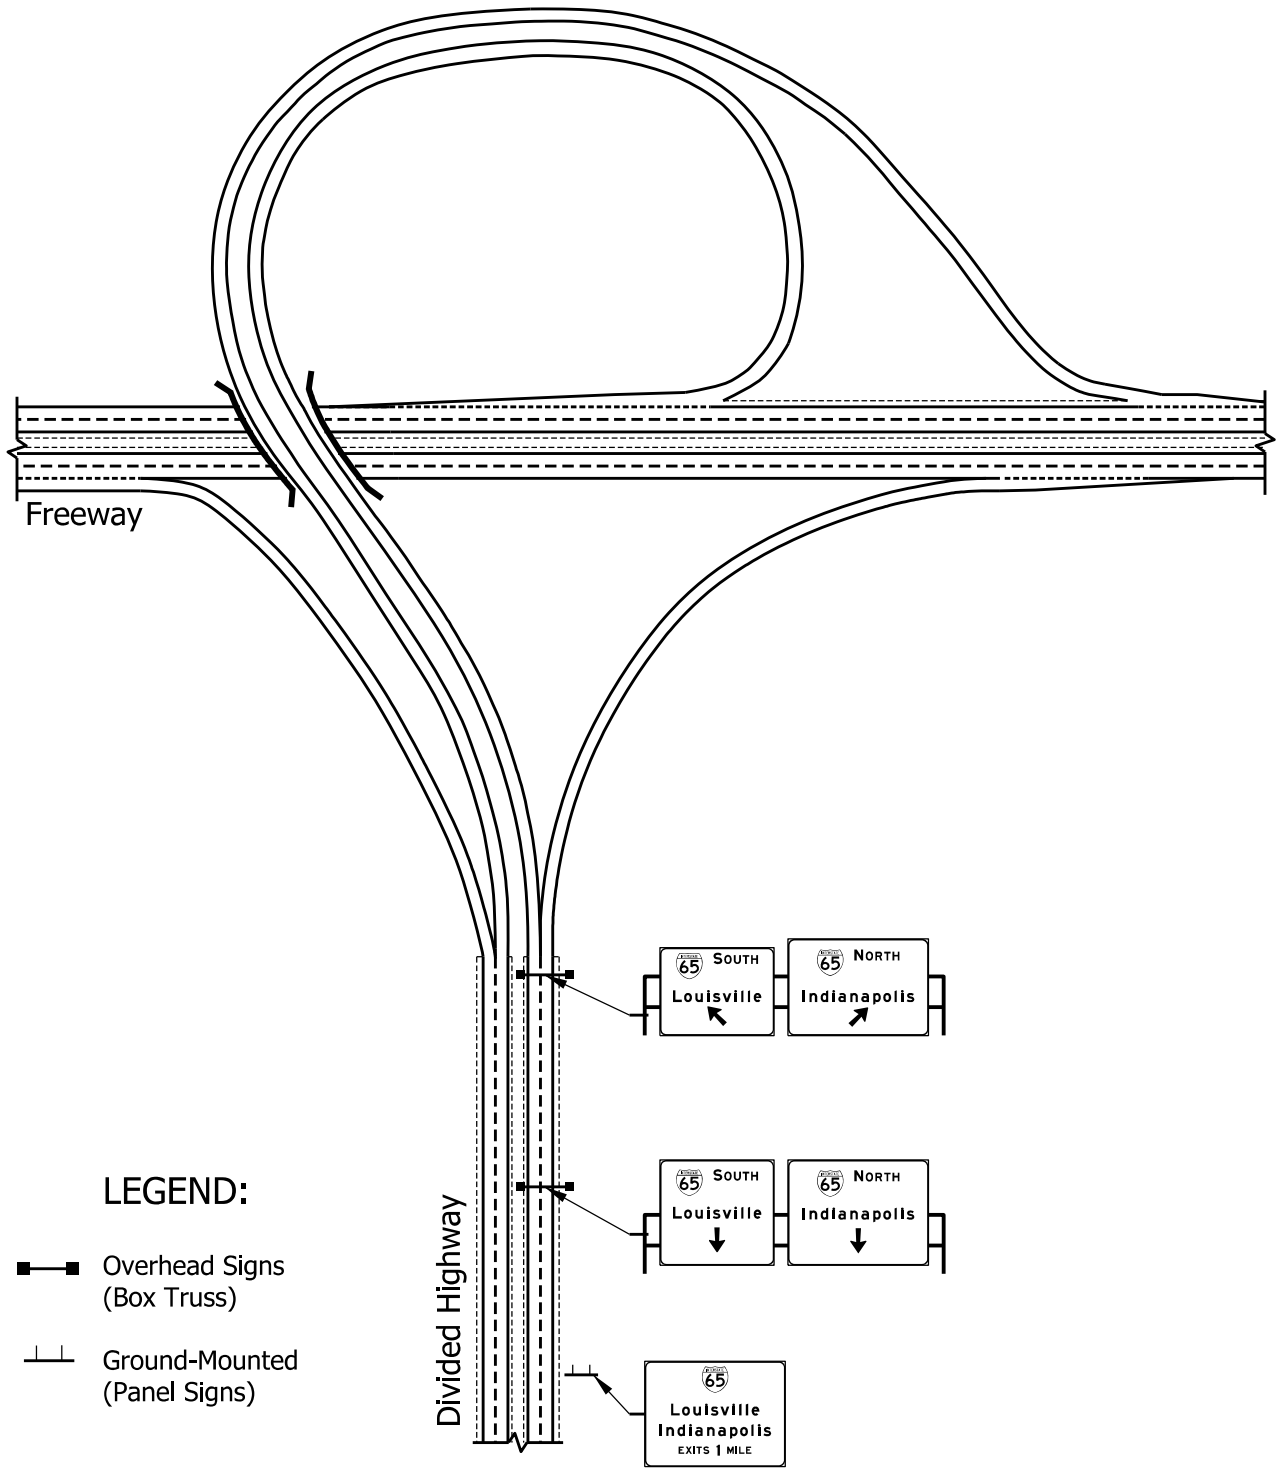 Freeway
65 SOUTH
Louisville
65 NORTH
Indianapolis
65 SOUTH
Louisville
65 NORTH
Indianapolis
LEGEND:
Overhead Signs
(Box Truss)
Ground-Mounted
(Panel Signs)
Divided Highway
65
Louisville
Indianapolis
EXITS 1 MILE